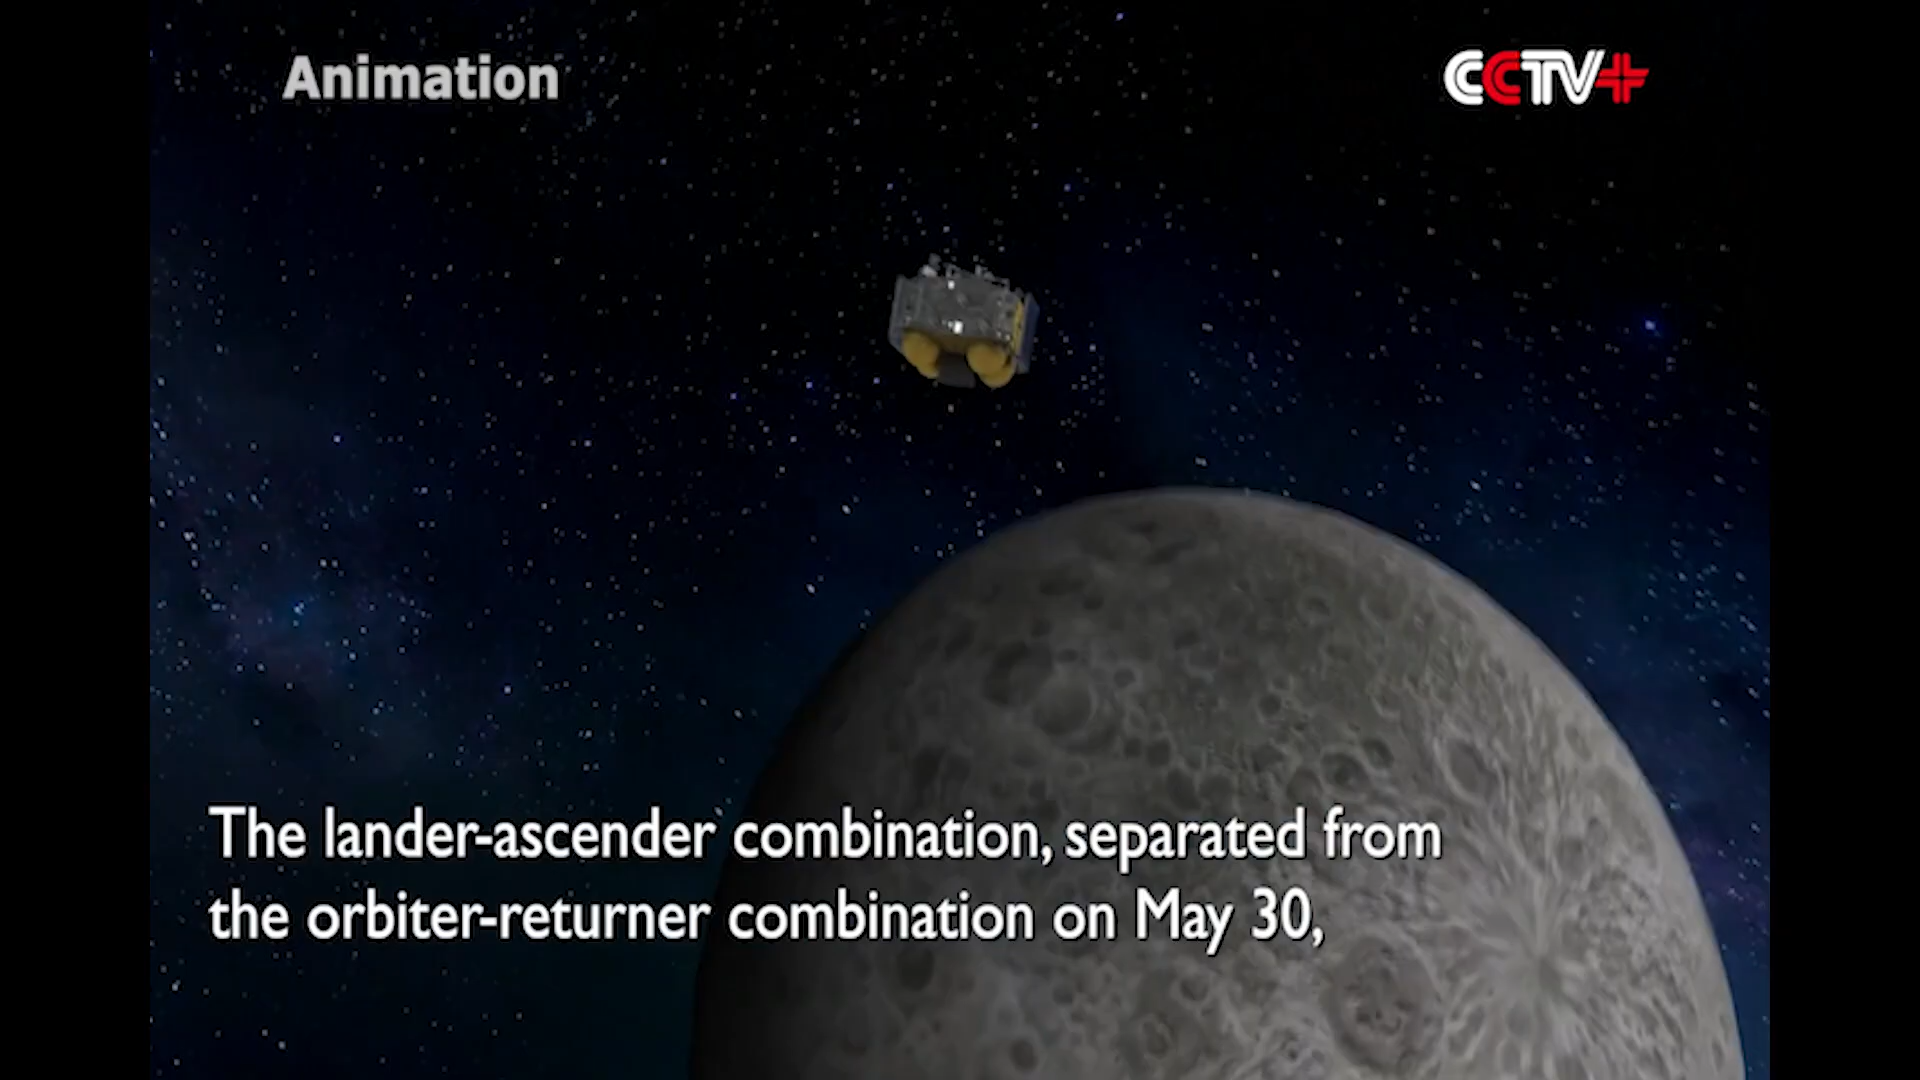 Animation
CCTV+
The lander-ascender combination, separated from
the orbiter-returner combination on May 30,